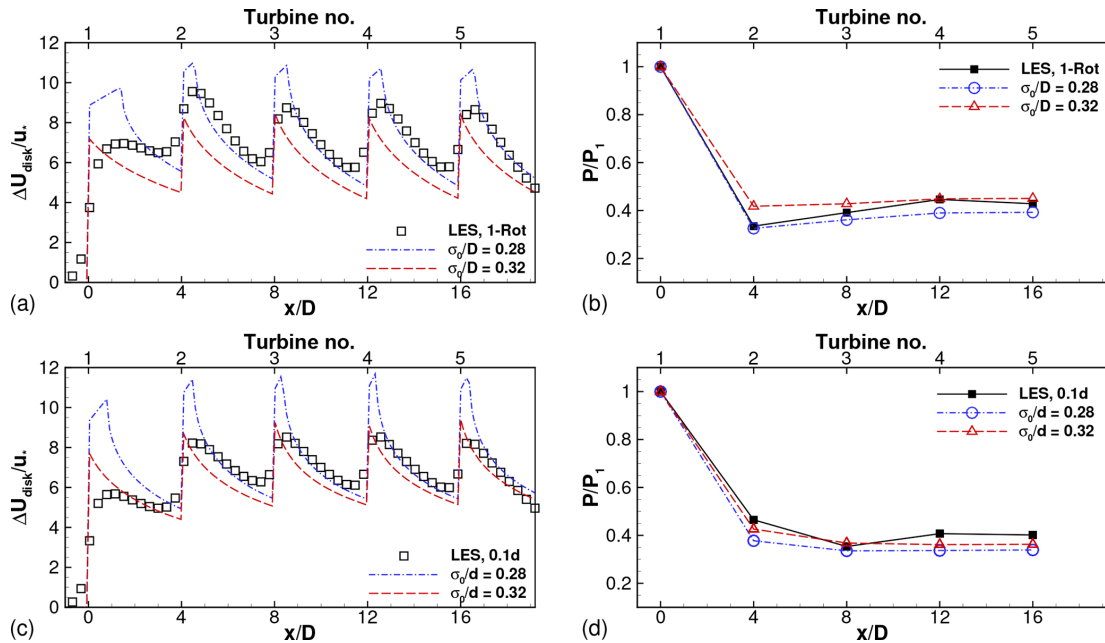 Turbine no.
1 2 3 4 5
12
10
8
6
4
2
0
ΔU_disk/u*
LES, 1-Rot
σ₀/D = 0.28
σ₀/D = 0.32
0 4 8 12 16
x/D
(a)
Turbine no.
1 2 3 4 5
1
0.8
0.6
0.4
0.2
P/P₁
LES, 1-Rot
σ₀/D = 0.28
σ₀/D = 0.32
0 4 8 12 16
x/D
(b)
Turbine no.
1 2 3 4 5
12
10
8
6
4
2
0
ΔU_disk/u*
LES, 0.1d
σ₀/d = 0.28
σ₀/d = 0.32
0 4 8 12 16
x/D
(c)
Turbine no.
1 2 3 4 5
1
0.8
0.6
0.4
0.2
P/P₁
LES, 0.1d
σ₀/d = 0.28
σ₀/d = 0.32
0 4 8 12 16
x/D
(d)